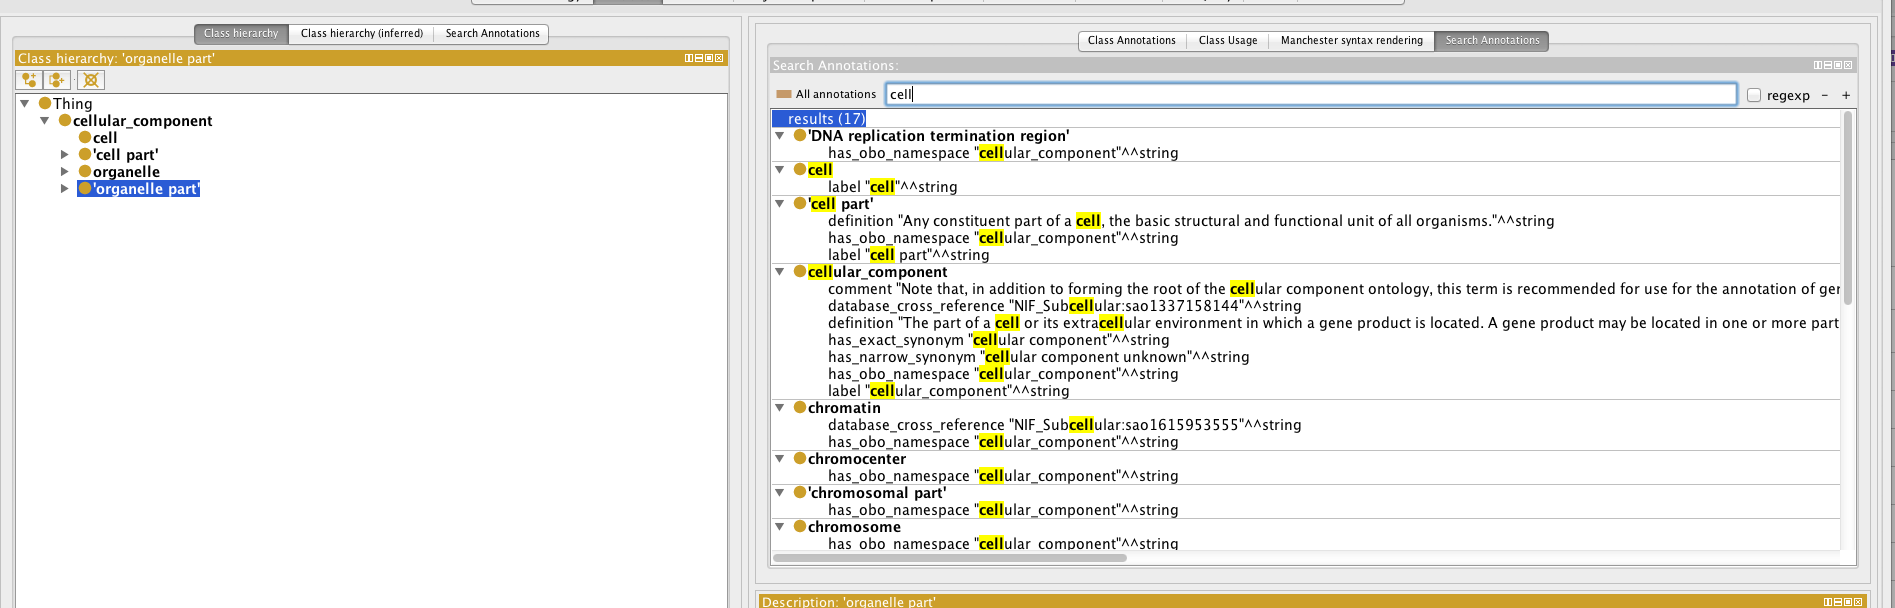 Class hierarchy
Class hierarchy (inferred)
Search Annotations
Class hierarchy: 'organelle part'
Thing
cellular_component
cell
'cell part'
organelle
'organelle part'
Class Annotations
Class Usage
Manchester syntax rendering
Search Annotations
Search Annotations:
All annotations
cell
regexp - +
results (17)
'DNA replication termination region'
has_obo_namespace "cellular_component"^^string
cell
label "cell"^^string
'cell part'
definition "Any constituent part of a cell, the basic structural and functional unit of all organisms."^^string
has_obo_namespace "cellular_component"^^string
label "cell part"^^string
cellular_component
comment "Note that, in addition to forming the root of the cellular component ontology, this term is recommended for use for the annotation of ger
database_cross_reference "NIF_Subcellular:sao1337158144"^^string
definition "The part of a cell or its extracellular environment in which a gene product is located. A gene product may be located in one or more part
has_exact_synonym "cellular component"^^string
has_narrow_synonym "cellular component unknown"^^string
has_obo_namespace "cellular_component"^^string
label "cellular_component"^^string
chromatin
database_cross_reference "NIF_Subcellular:sao1615953555"^^string
has_obo_namespace "cellular_component"^^string
chromocenter
has_obo_namespace "cellular_component"^^string
'chromosomal part'
has_obo_namespace "cellular_component"^^string
chromosome
has_obo_namespace "cellular_component"^^string
Description: 'organelle part'